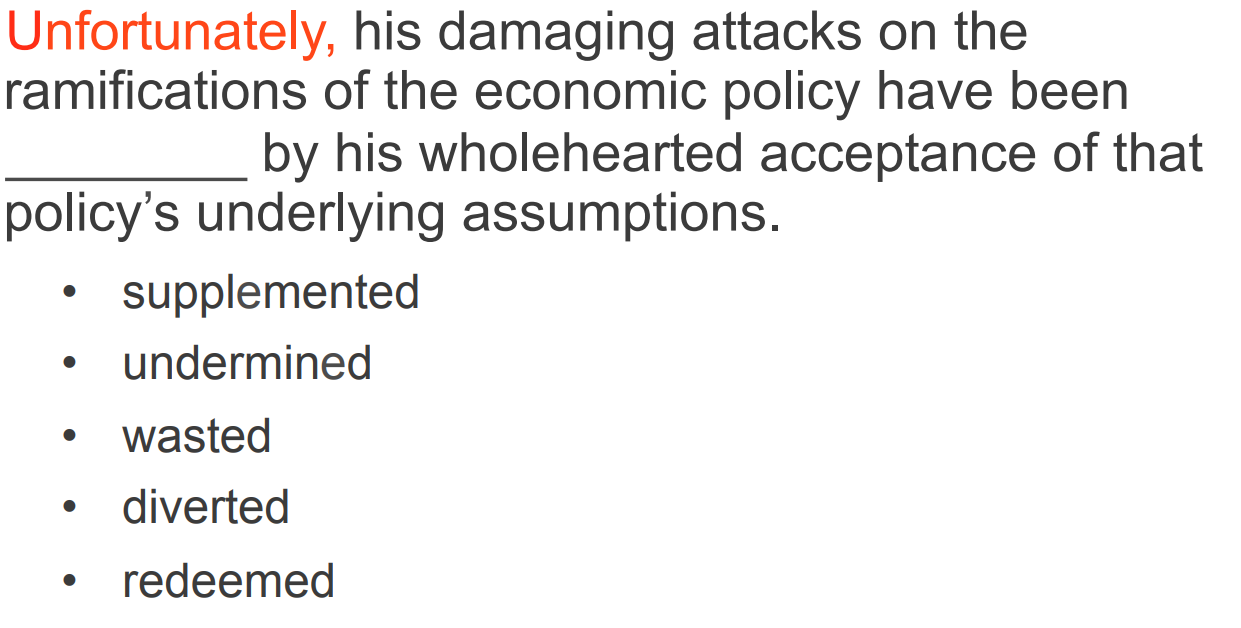 Unfortunately, his damaging attacks on the
ramifications of the economic policy have been
_________ by his wholehearted acceptance of that
policy’s underlying assumptions.
• supplemented
• undermined
• wasted
• diverted
• redeemed